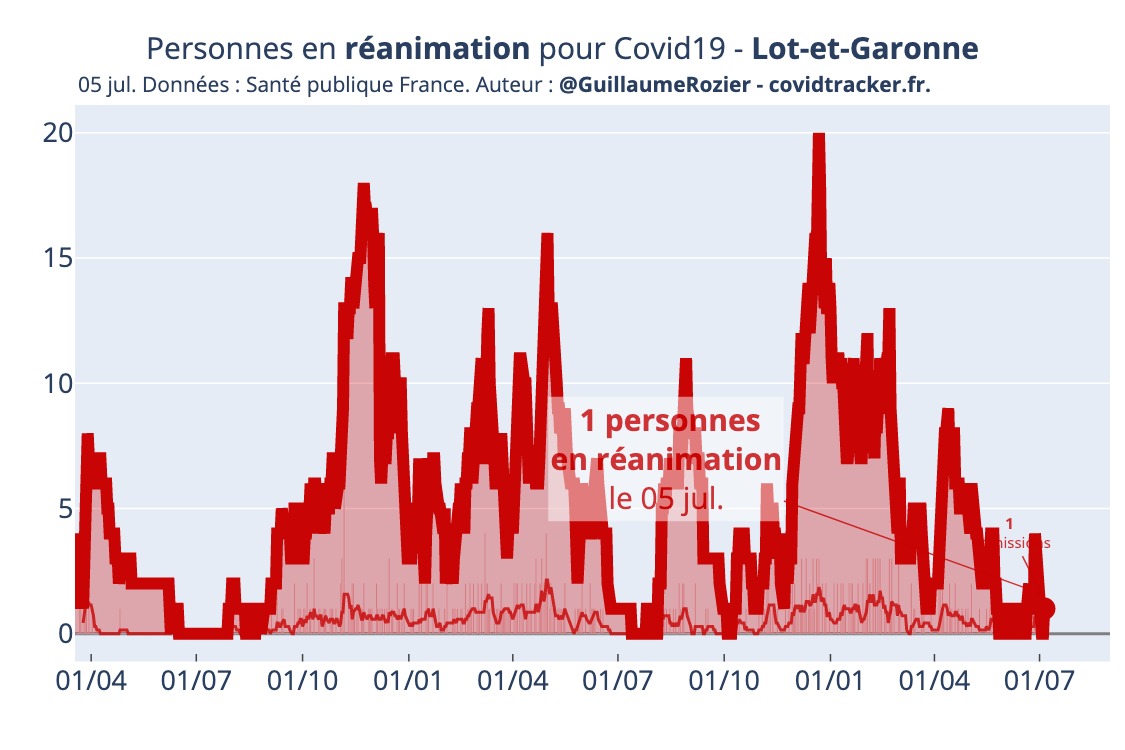 Personnes en réanimation pour Covid19 - Lot-et-Garonne
05 jul. Données : Santé publique France. Auteur : @GuillaumeRozier - covidtracker.fr.
20
15
10
5
0
1 personnes
en réanimation
le 05 jul.
1
01/04 01/07 01/10 01/01 01/04 01/07 01/10 01/01 01/04 01/07